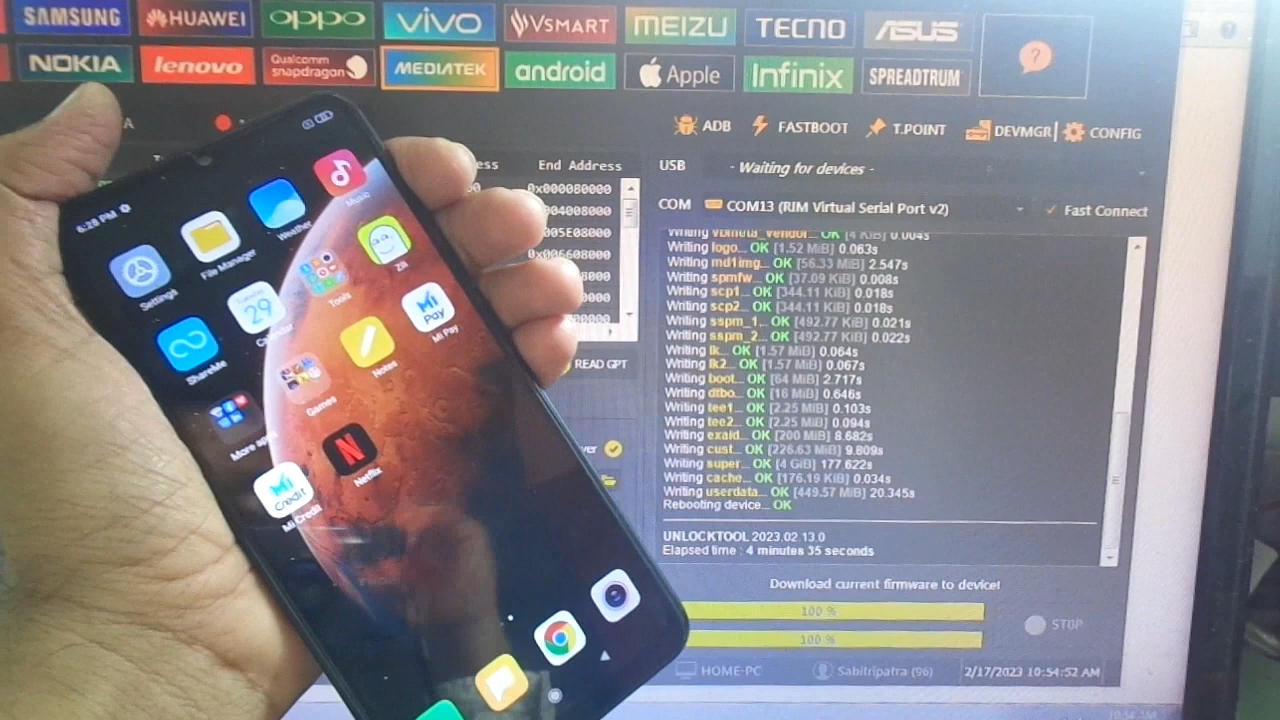 SAMSUNG
HUAWEI
oppo
vivo
VSMART
MEIZU
TECNO
ASUS
NOKIA
lenovo
Qualcomm
snapdragon
MEDIATEK
android
Apple
Infinix
SPREADTRUM
?
ADB
FASTBOOT
T.POINT
DEVMGR
CONFIG
End Address
USB
- Waiting for devices -
0x000080000
COM
COM13 (RIM Virtual Serial Port v2)
Fast Connect
Writing vbmeta_vendor... OK [4 KiB] 0.004s
Writing logo... OK [1.52 MiB] 0.063s
Writing md1img... OK [56.33 MiB] 2.547s
Writing spmfw... OK [37.09 KiB] 0.008s
Writing scp1... OK [344.11 KiB] 0.018s
Writing scp2... OK [344.11 KiB] 0.018s
Writing sspm_1... OK [492.77 KiB] 0.021s
Writing sspm_2... OK [492.77 KiB] 0.022s
Writing lk... OK [1.57 MiB] 0.064s
Writing lk2... OK [1.57 MiB] 0.067s
Writing boot... OK [64 MiB] 2.717s
Writing dtbo... OK [16 MiB] 0.646s
Writing tee1... OK [2.25 MiB] 0.103s
Writing tee2... OK [2.25 MiB] 0.094s
Writing exaid... OK [200 MiB] 8.682s
Writing cust... OK [226.63 MiB] 9.809s
Writing super... OK [4 GiB] 177.622s
Writing cache... OK [176.19 KiB] 0.034s
Writing userdata... OK [449.57 MiB] 20.345s
Rebooting device... OK
UNLOCKTOOL 2023.02.13.0
Elapsed time : 4 minutes 35 seconds
Download current firmware to device!
100 %
100 %
STOP
HOME-PC
Sabitripatra (96)
2/17/2023 10:54:52 AM
READ GPT
6:28 PM
Settings
File Manager
Weather
Music
ShareMe
Tuesday
29
Tools
Zili
More
Games
Notes
Mi
Pay
Mi Pay
Mi
Credit
Mi Credit
N
Netflix